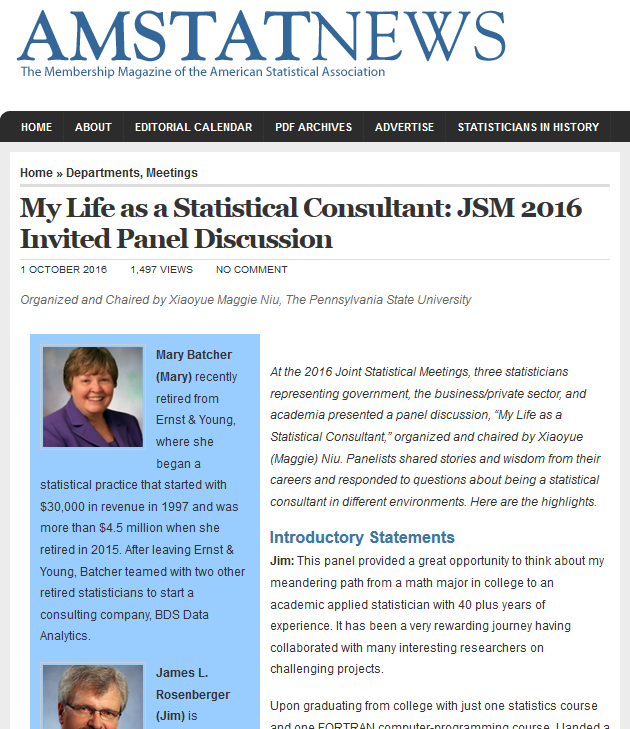 AMSTATNEWS
The Membership Magazine of the American Statistical Association
HOME ABOUT EDITORIAL CALENDAR PDF ARCHIVES ADVERTISE STATISTICIANS IN HISTORY
Home » Departments, Meetings
My Life as a Statistical Consultant: JSM 2016
Invited Panel Discussion
1 OCTOBER 2016 1,497 VIEWS NO COMMENT
Organized and Chaired by Xiaoyue Maggie Niu, The Pennsylvania State University
Mary Batcher
(Mary) recently
retired from
Ernst & Young,
where she
began a
statistical practice that started with
$30,000 in revenue in 1997 and was
more than $4.5 million when she
retired in 2015. After leaving Ernst &
Young, Batcher teamed with two other
retired statisticians to start a
consulting company, BDS Data
Analytics.
James L.
Rosenberger
(Jim) is
At the 2016 Joint Statistical Meetings, three statisticians
representing government, the business/private sector, and
academia presented a panel discussion, “My Life as a
Statistical Consultant,” organized and chaired by Xiaoyue
(Maggie) Niu. Panelists shared stories and wisdom from their
careers and responded to questions about being a statistical
consultant in different environments. Here are the highlights.
Introductory Statements
Jim: This panel provided a great opportunity to think about my
meandering path from a math major in college to an
academic applied statistician with 40 plus years of
experience. It has been a very rewarding journey having
collaborated with many interesting researchers on
challenging projects.
Upon graduating from college with just one statistics course
and one FORTRAN computer-programming course, I landed a